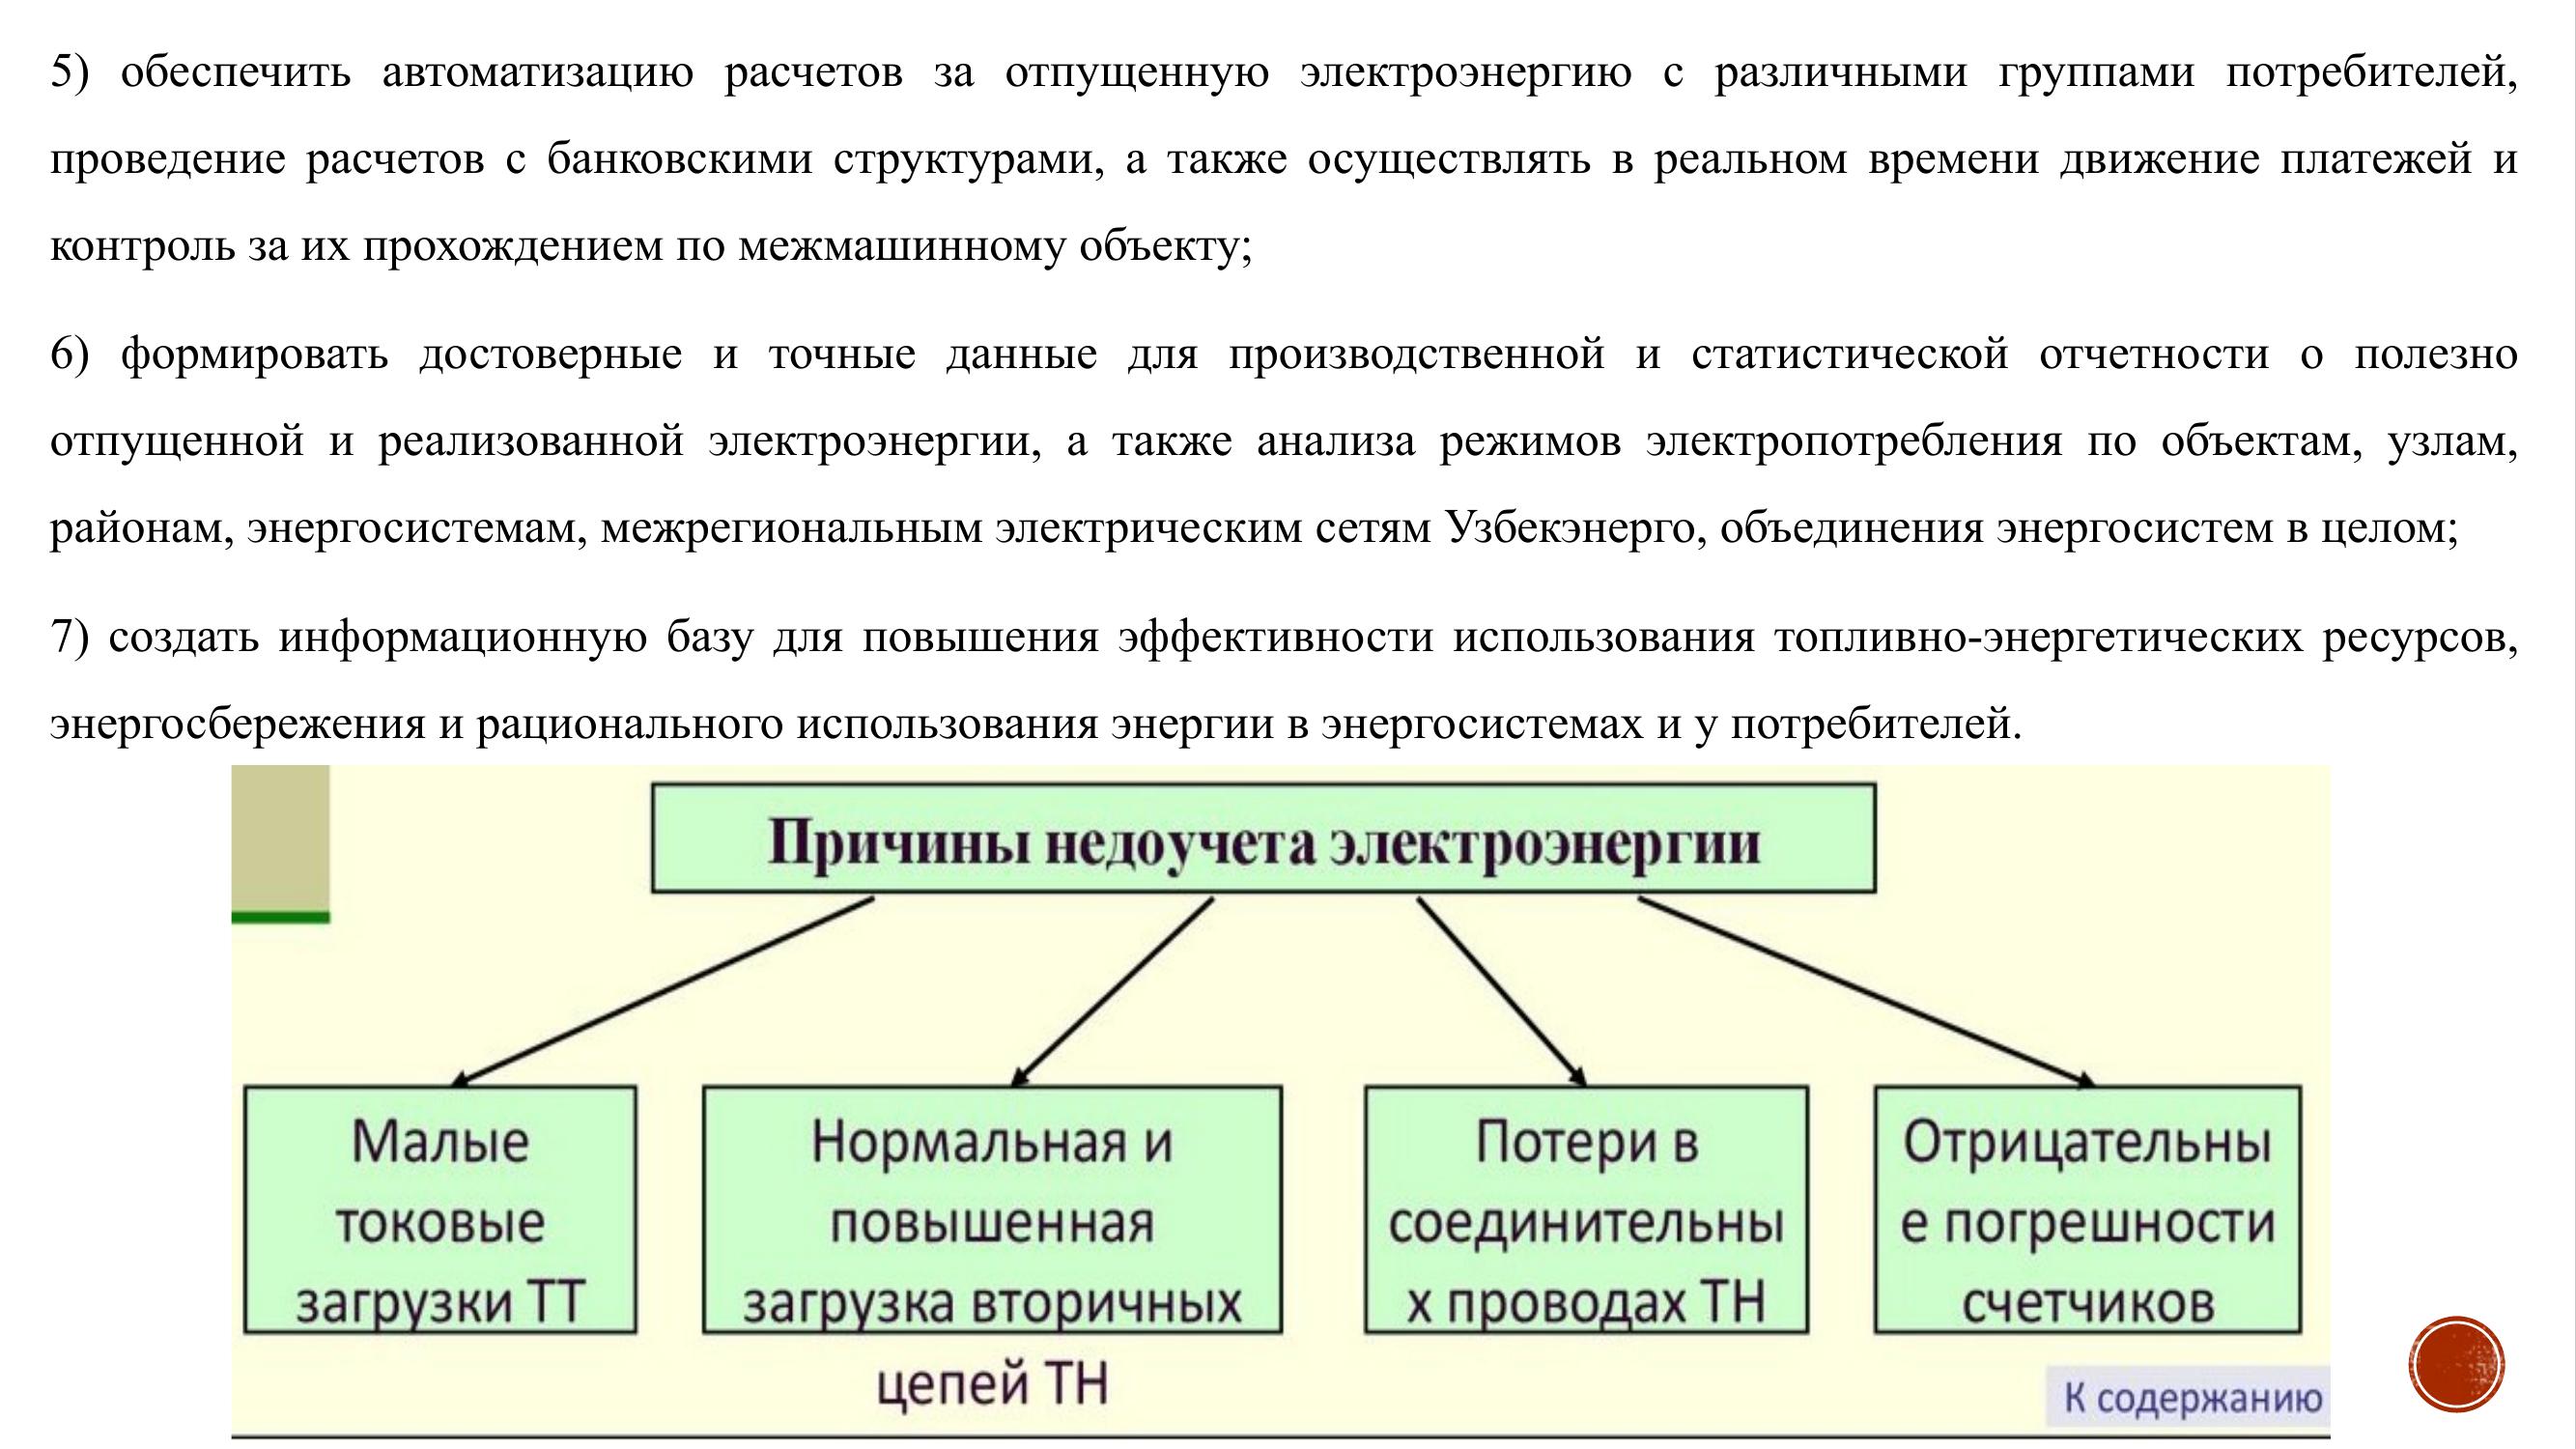 5) обеспечить автоматизацию расчетов за отпущенную электроэнергию с различными группами потребителей,
проведение расчетов с банковскими структурами, а также осуществлять в реальном времени движение платежей и
контроль за их прохождением по межмашинному объекту;
6) формировать достоверные и точные данные для производственной и статистической отчетности о полезно
отпущенной и реализованной электроэнергии, а также анализа режимов электропотребления по объектам, узлам,
районам, энергосистемам, межрегиональным электрическим сетям Узбекэнерго, объединения энергосистем в целом;
7) создать информационную базу для повышения эффективности использования топливно-энергетических ресурсов,
энергосбережения и рационального использования энергии в энергосистемах и у потребителей.
Причины недоучета электроэнергии
Малые
токовые
загрузки ТТ
Нормальная и
повышенная
загрузка вторичных
цепей ТН
Потери в
соединительны
х проводах ТН
Отрицательны
е погрешности
счетчиков
К содержанию